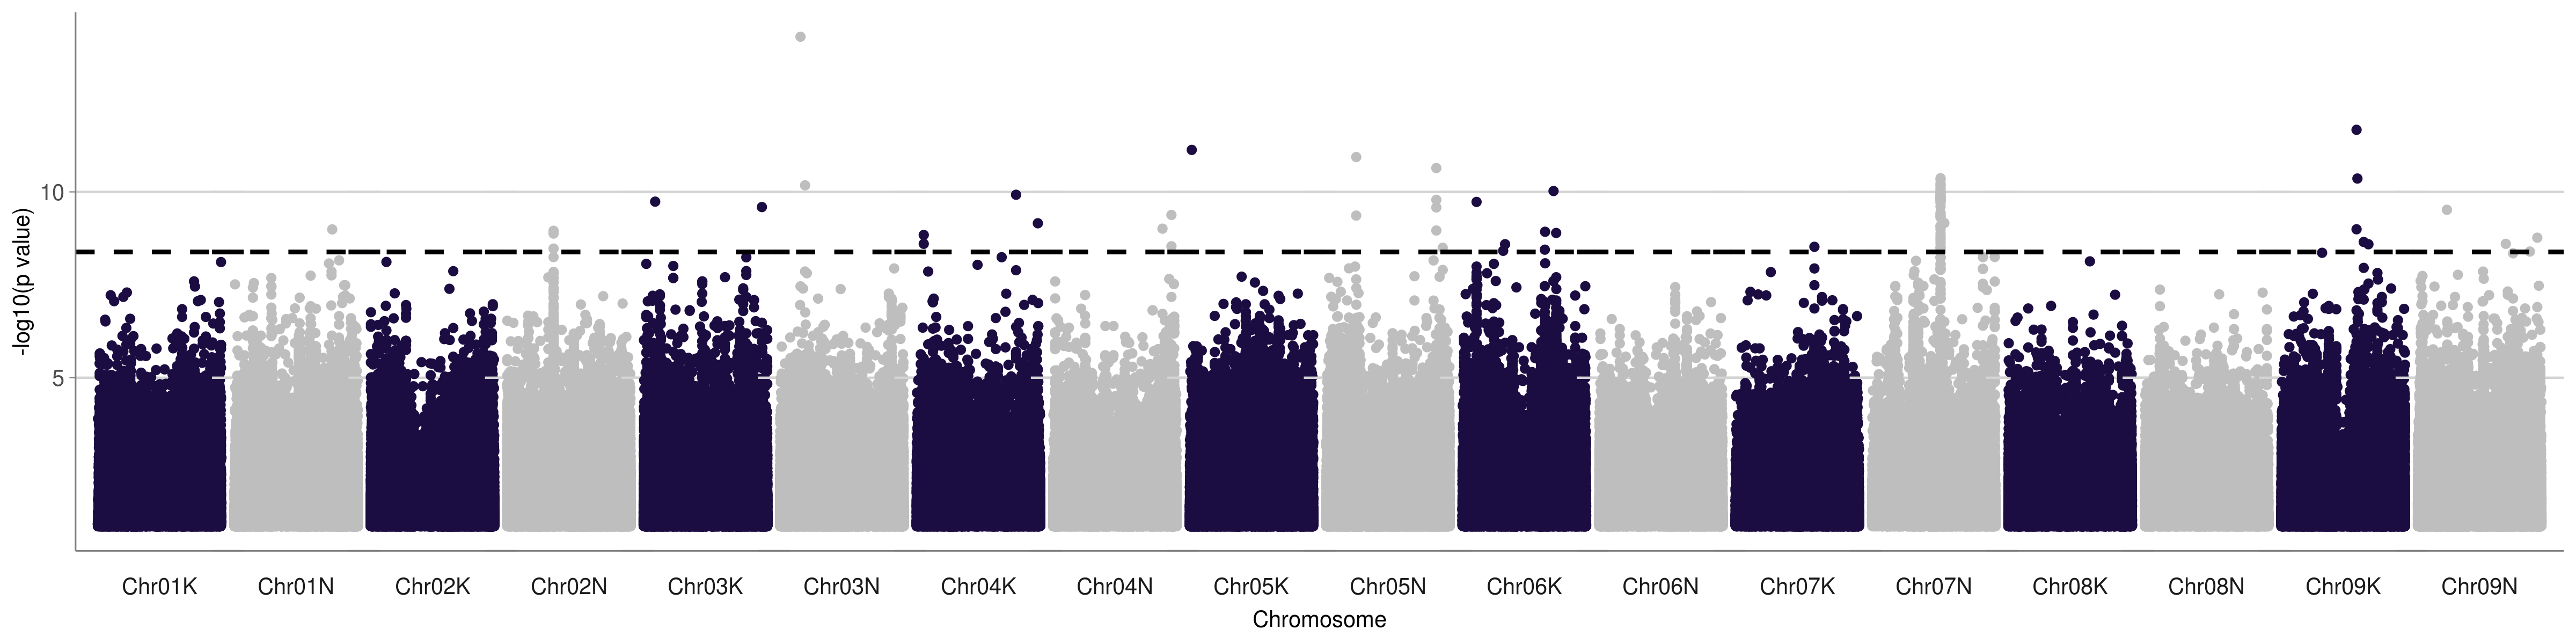 10
5
-log10(p value)
Chr01K Chr01N Chr02K Chr02N Chr03K Chr03N Chr04K Chr04N Chr05K Chr05N Chr06K Chr06N Chr07K Chr07N Chr08K Chr08N Chr09K Chr09N
Chromosome